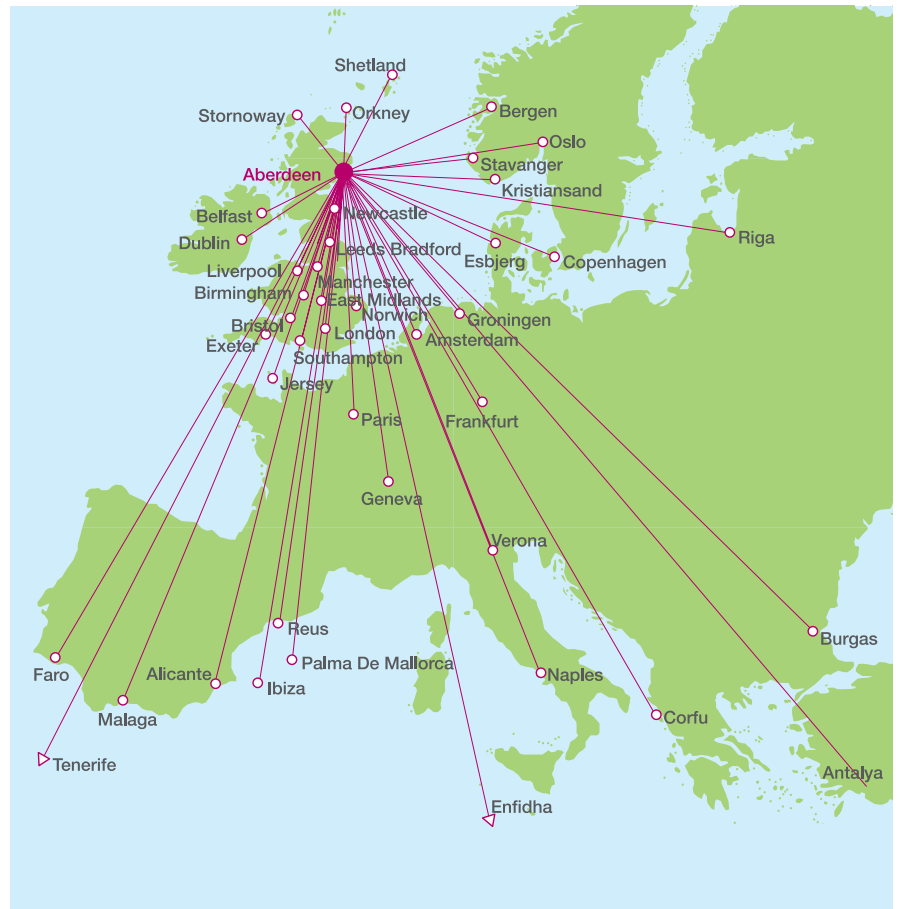 Shetland
Stornoway
Orkney
Bergen
Oslo
Stavanger
Aberdeen
Kristiansand
Belfast
Newcastle
Dublin
Leeds Bradford
Esbjerg
Copenhagen
Riga
Liverpool
Manchester
Birmingham
East Midlands
Norwich
Groningen
Bristol
London
Amsterdam
Exeter
Southampton
Jersey
Paris
Frankfurt
Geneva
Verona
Reus
Burgas
Faro
Alicante
Palma De Mallorca
Ibiza
Naples
Malaga
Corfu
Tenerife
Antalya
Enfidha